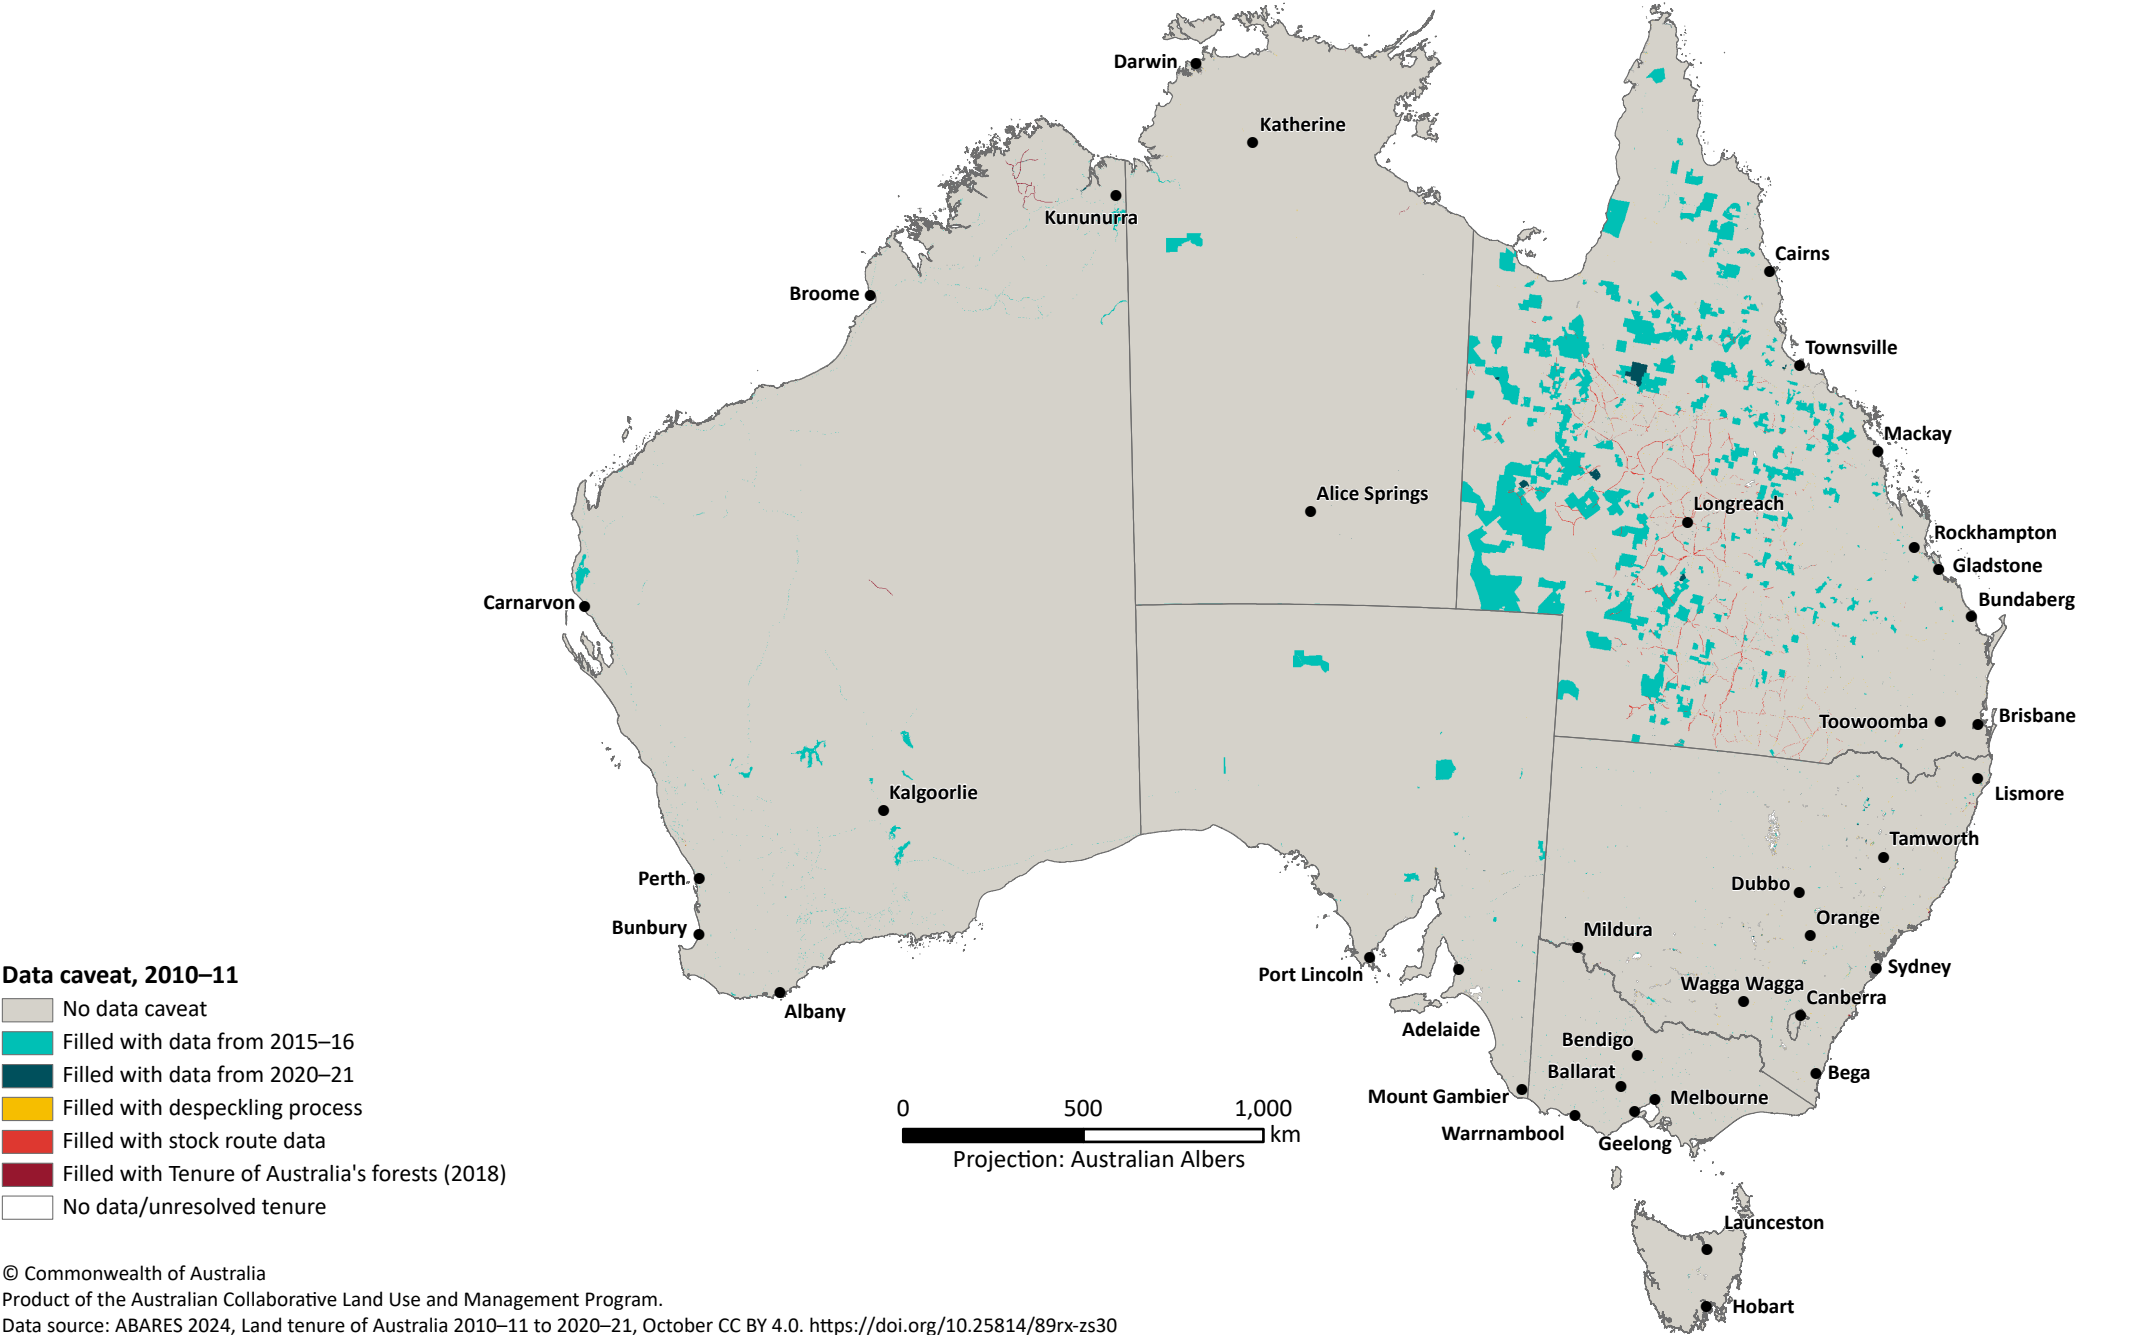 Darwin
Katherine
Kununurra
Cairns
Broome
Townsville
Mackay
Alice Springs
Longreach
Rockhampton
Gladstone
Carnarvon
Bundaberg
Toowoomba
Brisbane
Kalgoorlie
Lismore
Tamworth
Perth
Dubbo
Orange
Bunbury
Mildura
Port Lincoln
Sydney
Wagga Wagga
Canberra
Albany
Adelaide
Bendigo
Ballarat
Bega
Mount Gambier
Melbourne
Warrnambool
Geelong
Launceston
Hobart
Data caveat, 2010–11
No data caveat
Filled with data from 2015–16
Filled with data from 2020–21
Filled with despeckling process
Filled with stock route data
Filled with Tenure of Australia's forests (2018)
No data/unresolved tenure
0 500 1,000
km
Projection: Australian Albers
© Commonwealth of Australia
Product of the Australian Collaborative Land Use and Management Program.
Data source: ABARES 2024, Land tenure of Australia 2010–11 to 2020–21, October CC BY 4.0. https://doi.org/10.25814/89rx-zs30